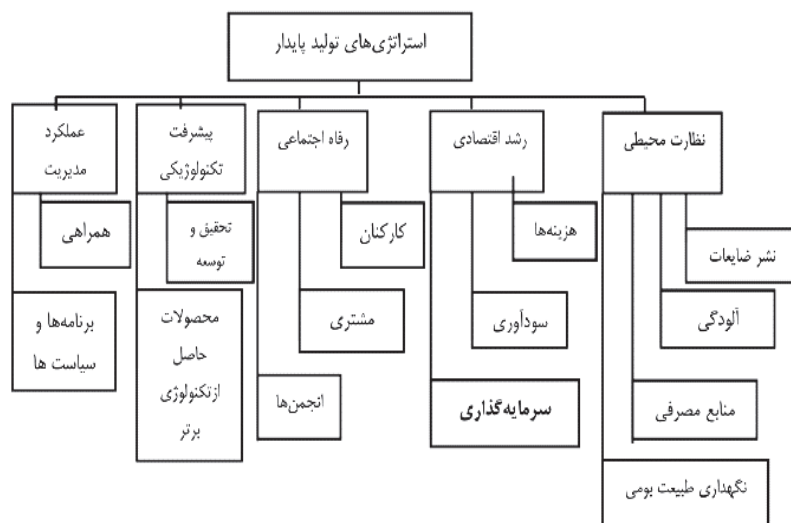 استراتژی‌های تولید پایدار
نظارت محیطی
رشد اقتصادی
رفاه اجتماعی
پیشرفت
تکنولوژیکی
عملکرد
مدیریت
نشر ضایعات
هزینه‌ها
کارکنان
تحقیق و
توسعه
همراهی
آلودگی
سودآوری
مشتری
محصولات
حاصل
ازتکنولوژی
برتر
برنامه‌ها و
سیاست ها
منابع مصرفی
سرمایه‌گذاری
انجمن‌ها
نگهداری طبیعت بومی